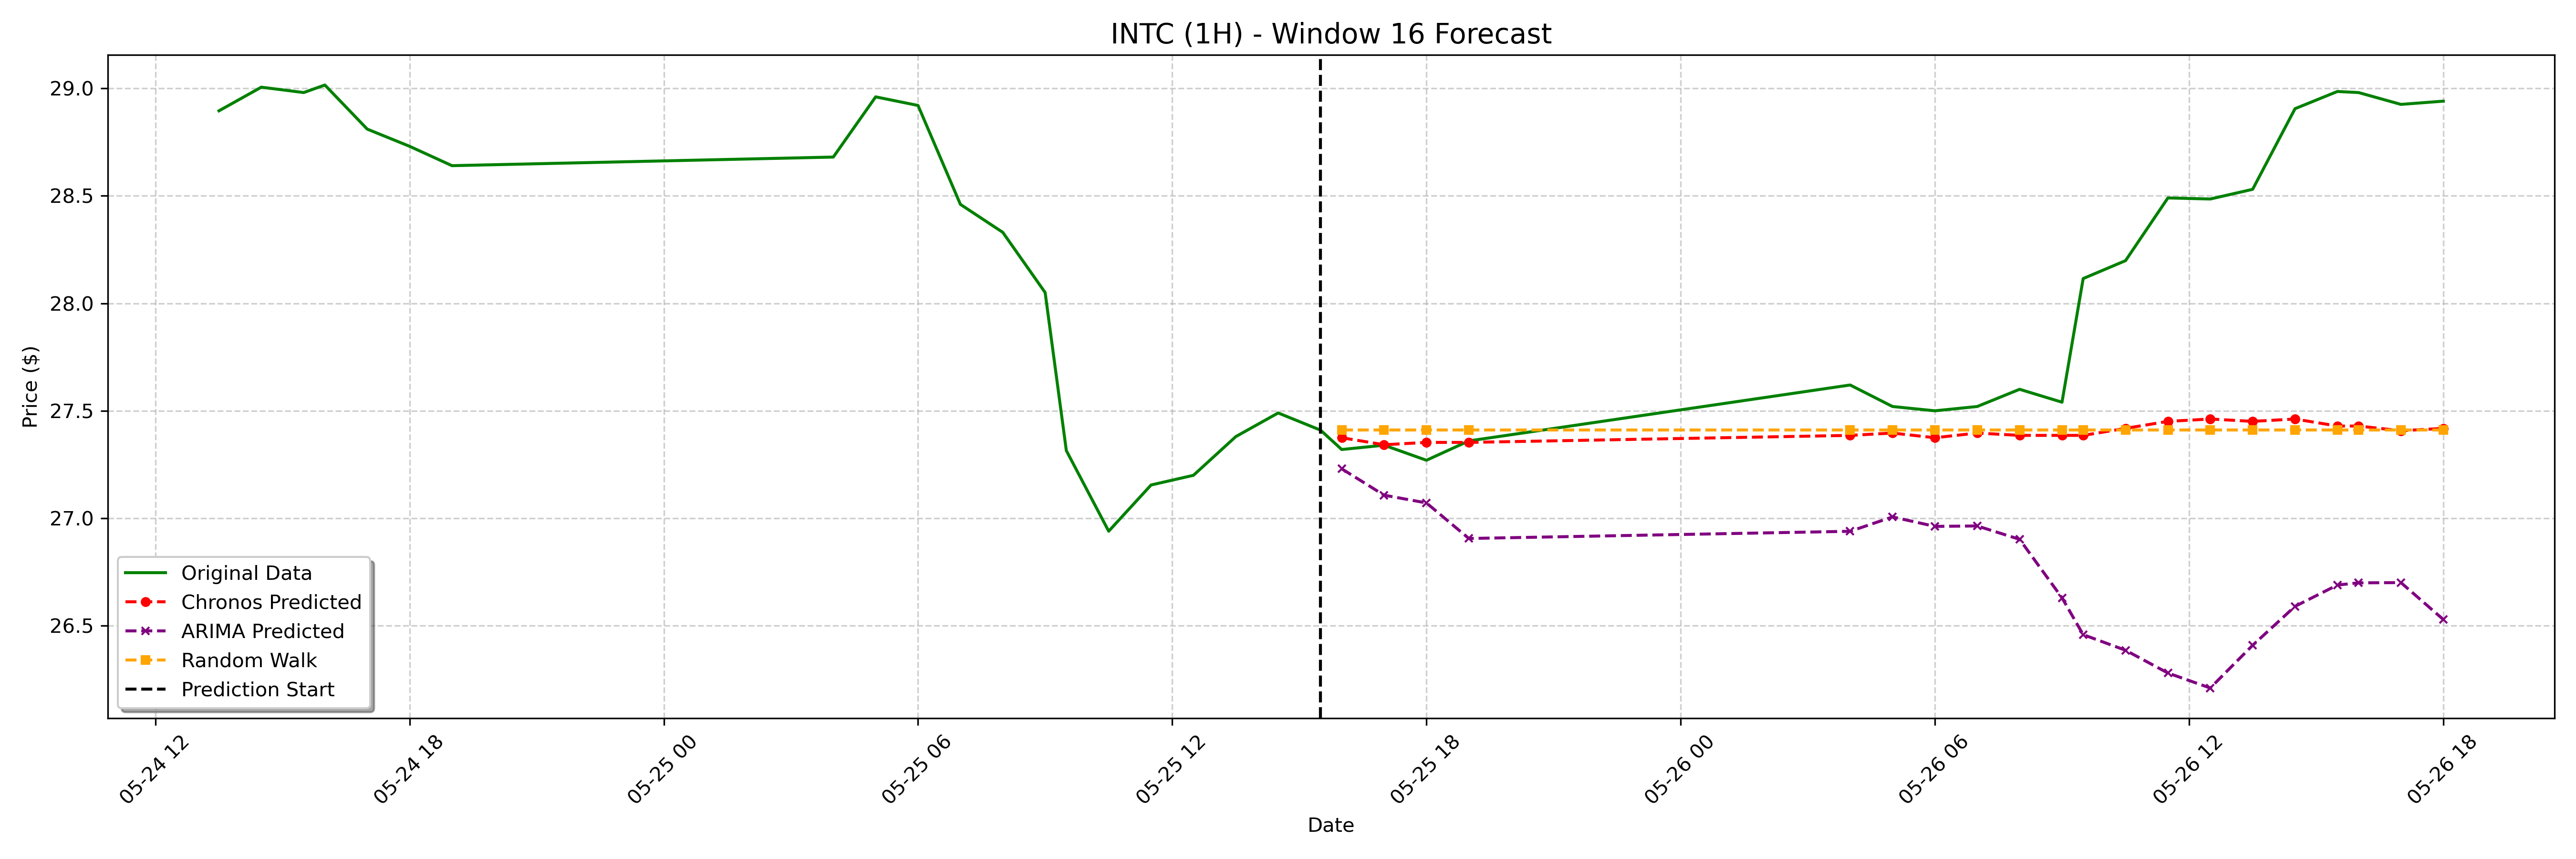 INTC (1H) - Window 16 Forecast
29.0
28.5
28.0
27.5
27.0
26.5
Price ($)
Original Data
Chronos Predicted
ARIMA Predicted
Random Walk
Prediction Start
05-24 12
05-24 18
05-25 00
05-25 06
05-25 12
05-25 18
05-26 00
05-26 06
05-26 12
05-26 18
Date